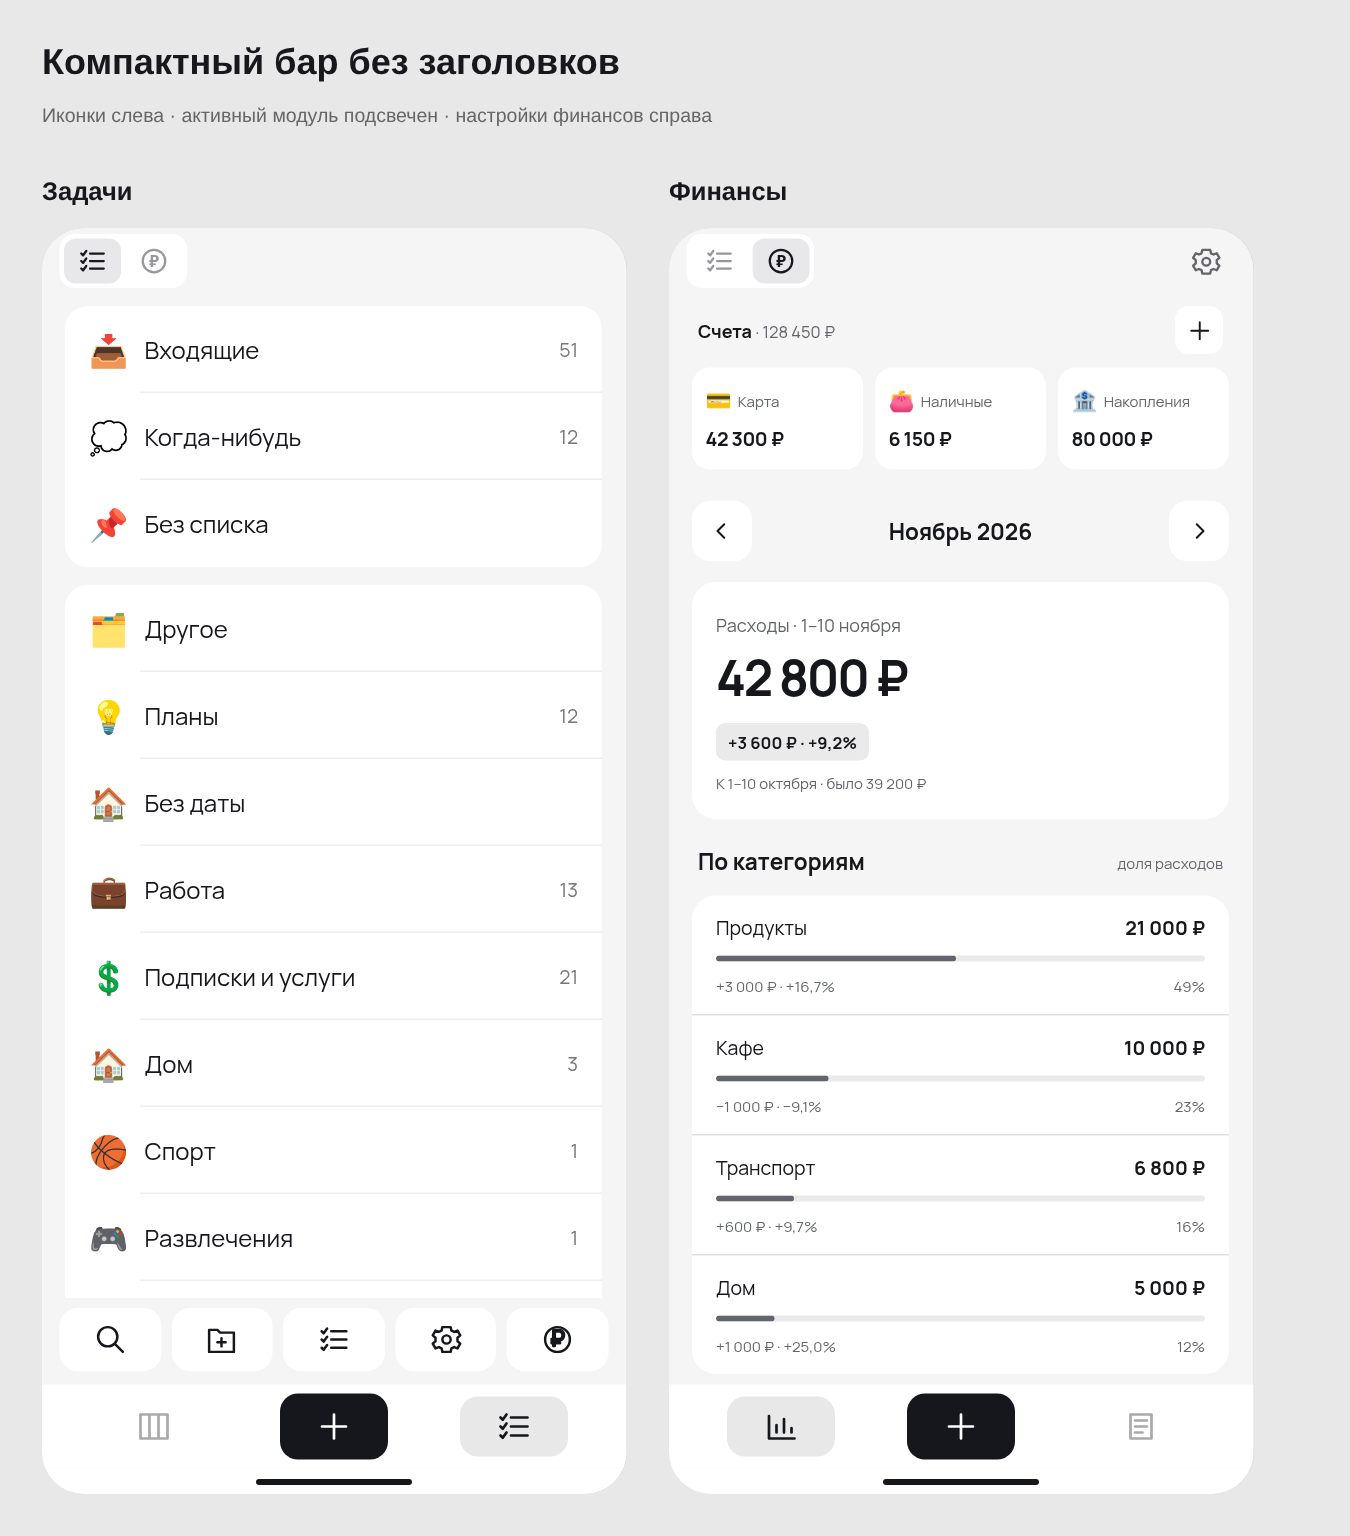 Компактный бар без заголовков
Иконки слева · активный модуль подсвечен · настройки финансов справа
Задачи
Входящие 51
Когда-нибудь 12
Без списка
Другое
Планы 12
Без даты
Работа 13
Подписки и услуги 21
Дом 3
Спорт 1
Развлечения 1
Финансы
Счета · 128 450 ₽
Карта
42 300 ₽
Наличные
6 150 ₽
Накопления
80 000 ₽
Ноябрь 2026
Расходы · 1–10 ноября
42 800 ₽
+3 600 ₽ · +9,2%
К 1–10 октября · было 39 200 ₽
По категориям доля расходов
Продукты 21 000 ₽
+3 000 ₽ · +16,7% 49%
Кафе 10 000 ₽
−1 000 ₽ · −9,1% 23%
Транспорт 6 800 ₽
+600 ₽ · +9,7% 16%
Дом 5 000 ₽
+1 000 ₽ · +25,0% 12%